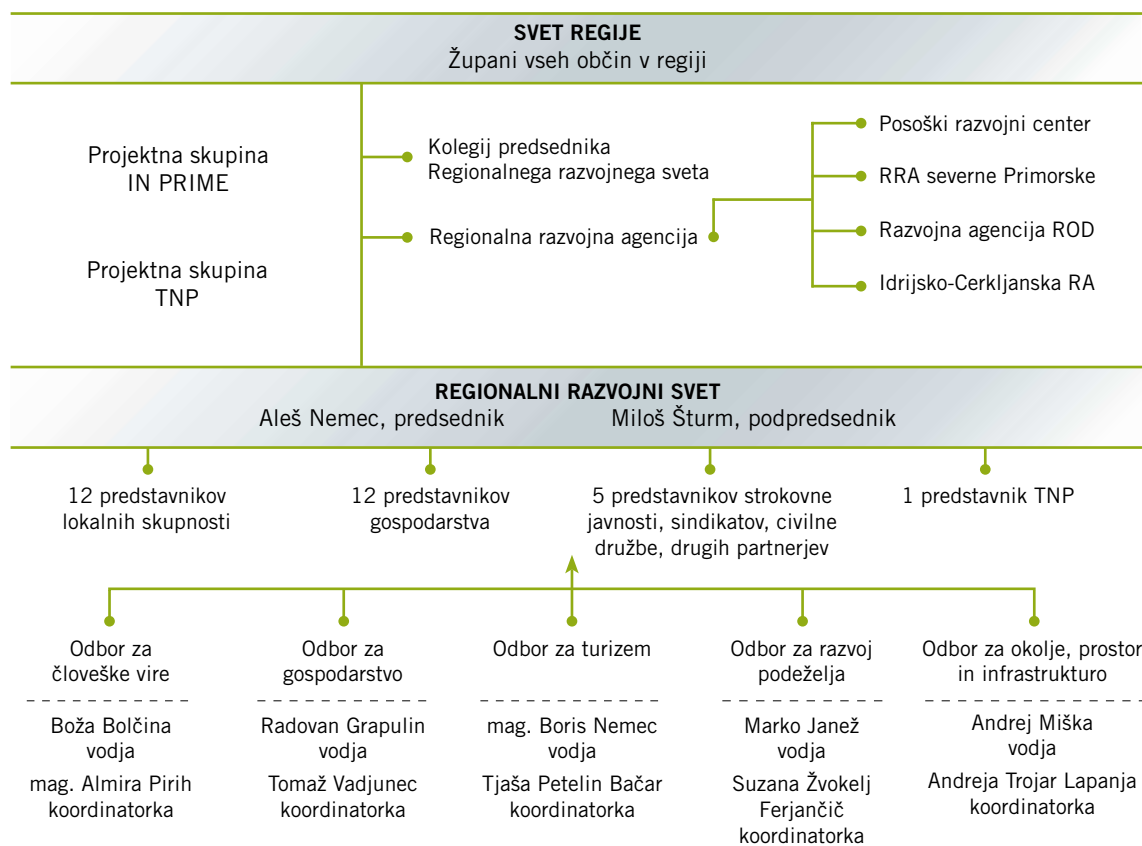 SVET REGIJE
Župani vseh občin v regiji
Projektna skupina
IN PRIME
Projektna skupina
TNP
Kolegij predsednika
Regionalnega razvojnega sveta
Regionalna razvojna agencija
Posoški razvojni center
RRA severne Primorske
Razvojna agencija ROD
Idrijsko-Cerkljanska RA
REGIONALNI RAZVOJNI SVET
Aleš Nemec, predsednik Miloš Šturm, podpredsednik
12 predstavnikov
lokalnih skupnosti
12 predstavnikov
gospodarstva
5 predstavnikov strokovne
javnosti, sindikatov, civilne
družbe, drugih partnerjev
1 predstavnik TNP
Odbor za
človeške vire
Boža Bolčina
vodja
mag. Almira Pirih
koordinatorka
Odbor za
gospodarstvo
Radovan Grapulin
vodja
Tomaž Vadjunec
koordinatorka
Odbor za turizem
mag. Boris Nemec
vodja
Tjaša Petelin Bačar
koordinatorka
Odbor za razvoj
podeželja
Marko Janež
vodja
Suzana Žvokelj
Ferjančič
koordinatorka
Odbor za okolje, prostor
in infrastrukturo
Andrej Miška
vodja
Andreja Trojar Lapanja
koordinatorka